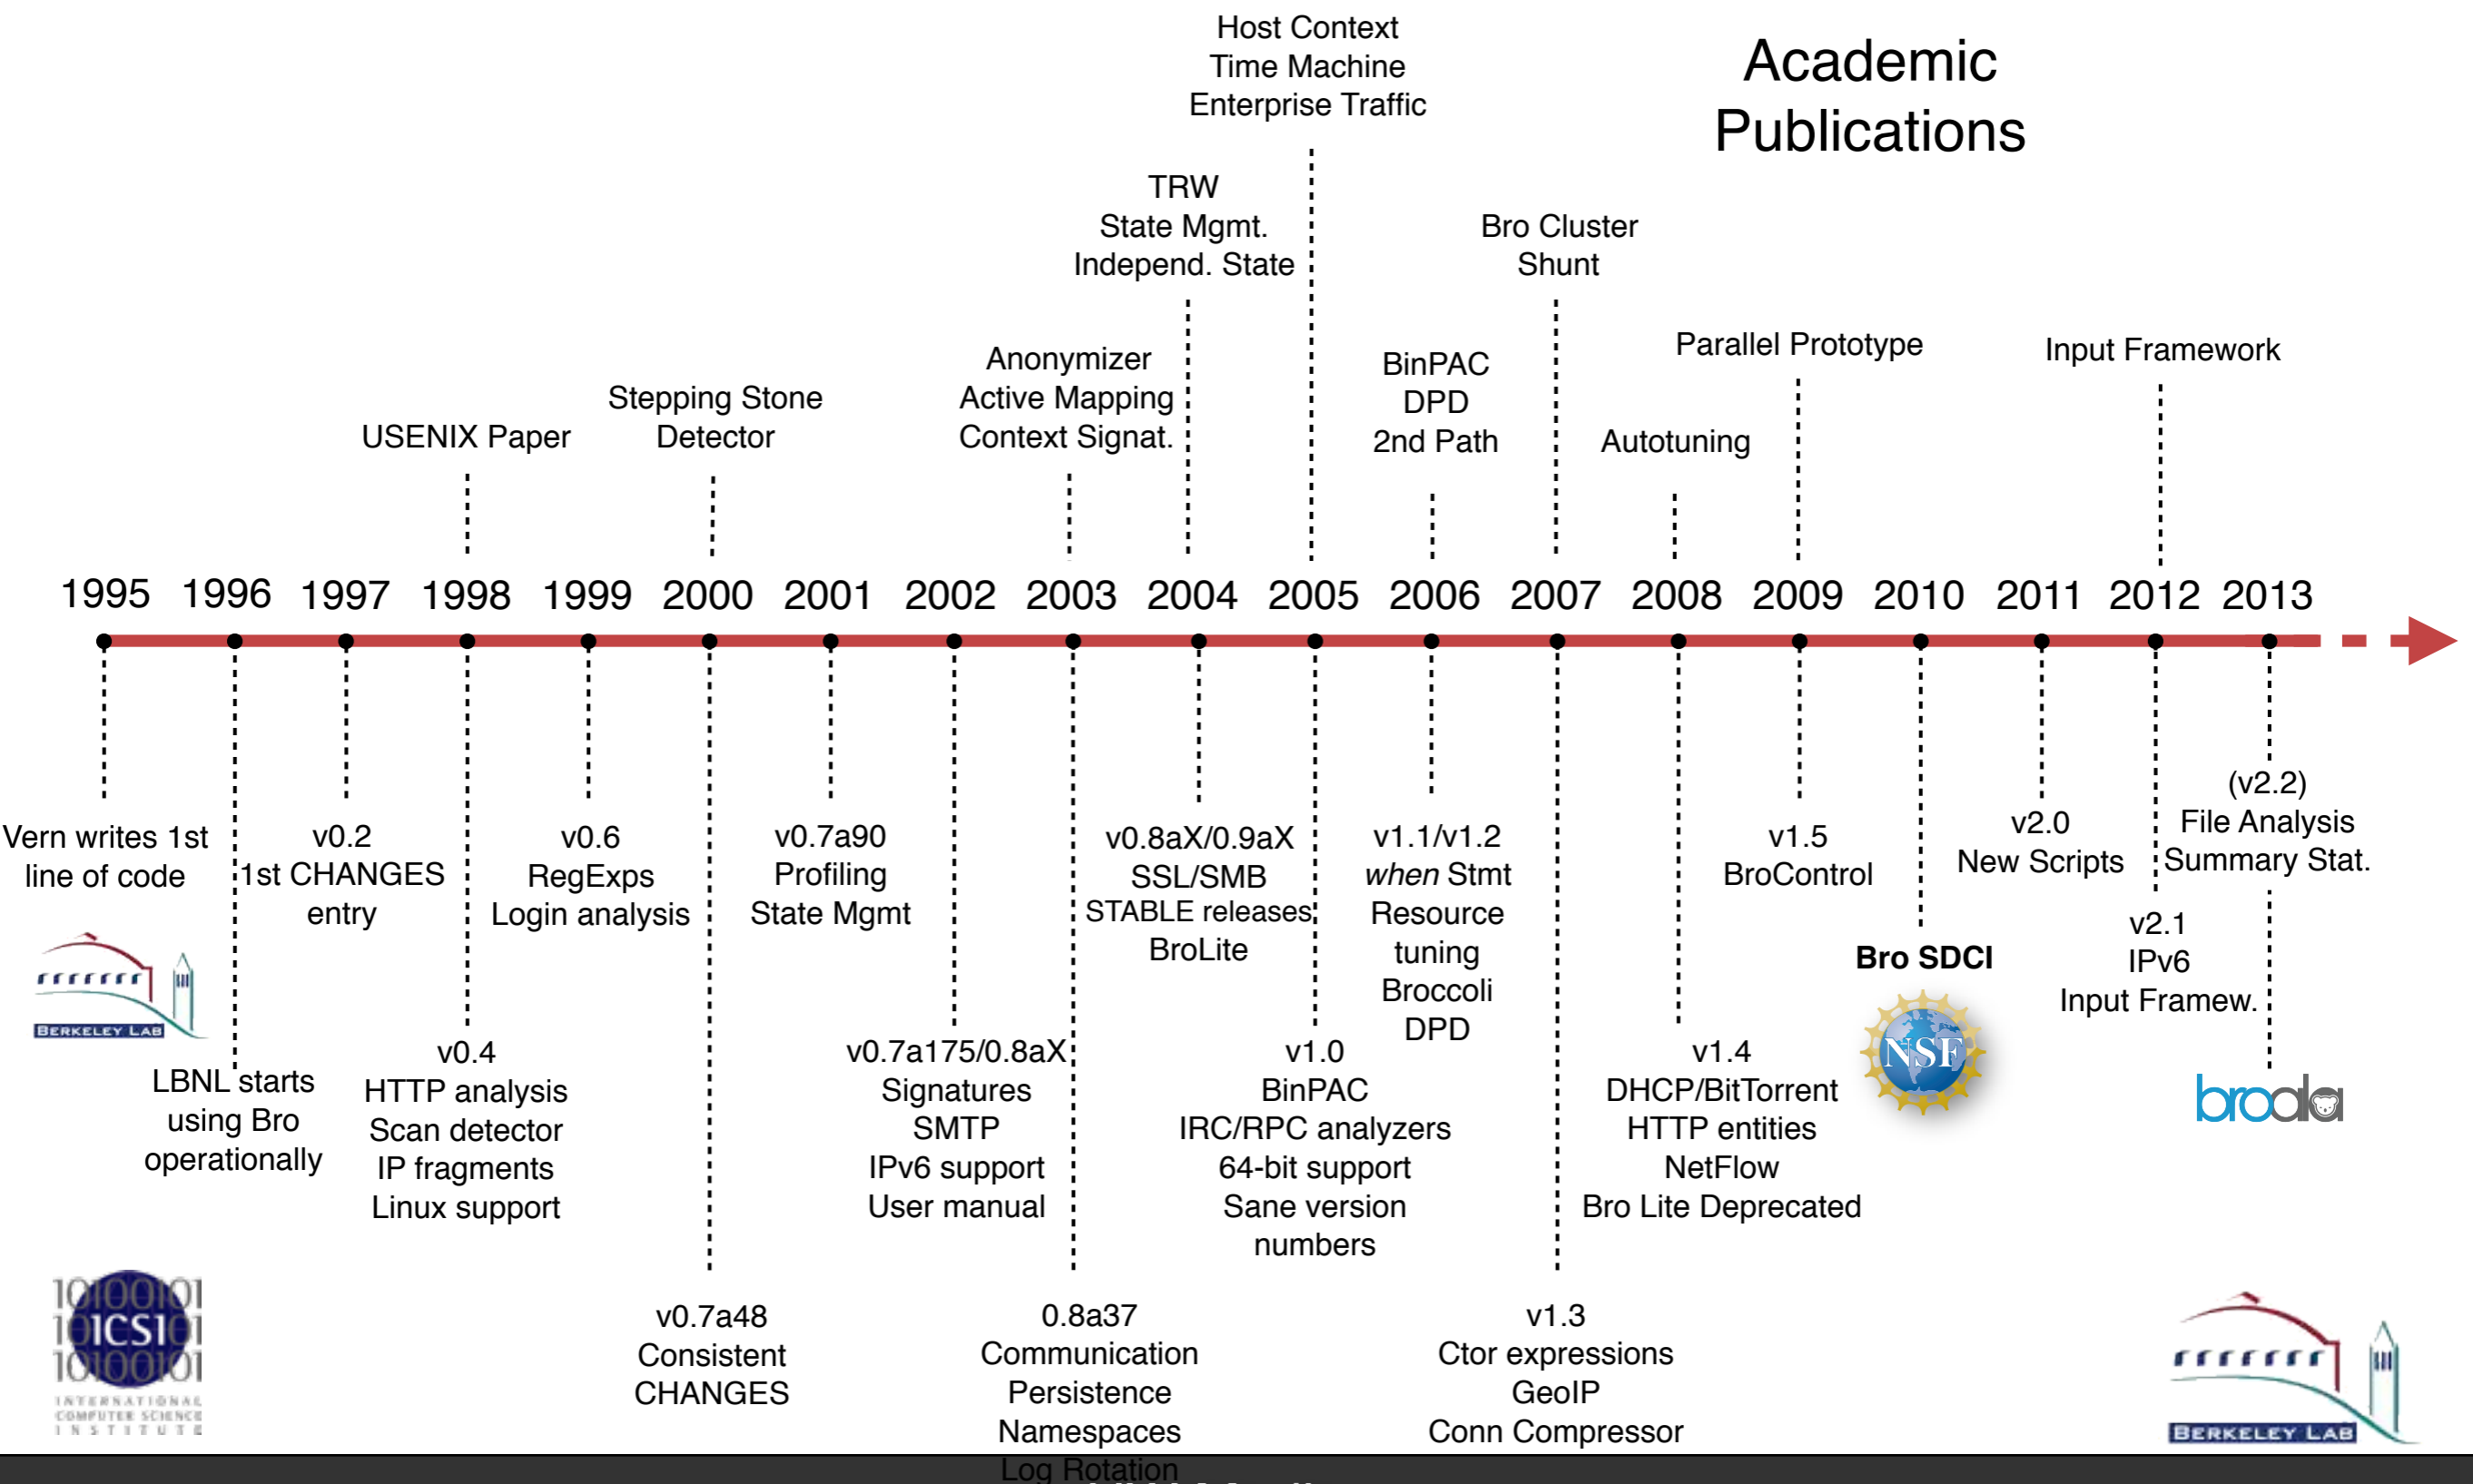 Host Context
Time Machine
Enterprise Traffic
Academic
Publications
TRW
State Mgmt.
Independ. State
Bro Cluster
Shunt
Anonymizer
Active Mapping
Context Signat.
BinPAC
DPD
2nd Path
Parallel Prototype
Input Framework
Stepping Stone
Detector
USENIX Paper
Autotuning
1995 1996 1997 1998 1999 2000 2001 2002 2003 2004 2005 2006 2007 2008 2009 2010 2011 2012 2013
Vern writes 1st
line of code
BERKELEY LAB
LBNL starts
using Bro
operationally
v0.2
1st CHANGES
entry
v0.4
HTTP analysis
Scan detector
IP fragments
Linux support
v0.6
RegExps
Login analysis
v0.7a48
Consistent
CHANGES
v0.7a90
Profiling
State Mgmt
v0.7a175/0.8aX
Signatures
SMTP
IPv6 support
User manual
0.8a37
Communication
Persistence
Namespaces
Log Rotation
v0.8aX/0.9aX
SSL/SMB
STABLE releases
BroLite
v1.0
BinPAC
IRC/RPC analyzers
64-bit support
Sane version
numbers
v1.1/v1.2
when Stmt
Resource
tuning
Broccoli
DPD
v1.3
Ctor expressions
GeoIP
Conn Compressor
v1.4
DHCP/BitTorrent
HTTP entities
NetFlow
Bro Lite Deprecated
v1.5
BroControl
Bro SDCI
NSF
v2.0
New Scripts
v2.1
IPv6
Input Framew.
(v2.2)
File Analysis
Summary Stat.
broala
10100101
ICSI
10100101
INTERNATIONAL
COMPUTER SCIENCE
INSTITUTE
BERKELEY LAB